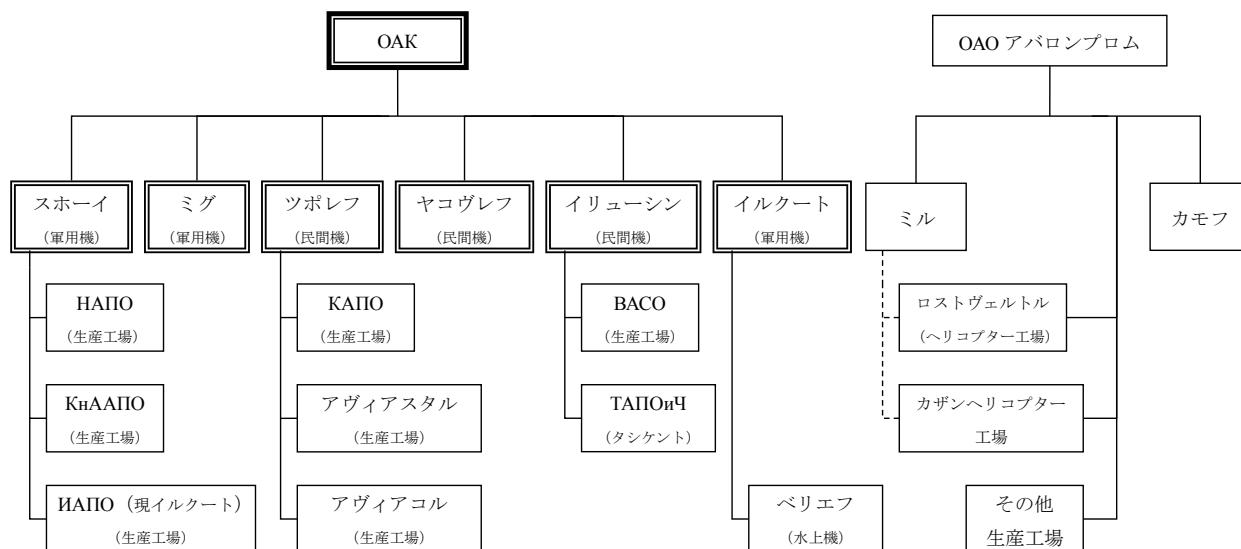 ОАК
ОАО アバロンプロム
スホーイ
(軍用機)
ミグ
(軍用機)
ツポレフ
(民間機)
ヤコヴレフ
(民間機)
イリューシン
(民間機)
イルクート
(軍用機)
ミル
カモフ
НАПО
(生産工場)
КАПО
(生産工場)
ВАСО
(生産工場)
ロストヴェルトル
(ヘリコプター工場)
КнААПО
(生産工場)
アヴィアスタル
(生産工場)
ТАПОиЧ
(タシケント)
カザンヘリコプター
工場
ИАПО(現イルクート)
(生産工場)
アヴィアコル
(生産工場)
ベリエフ
(水上機)
その他
生産工場